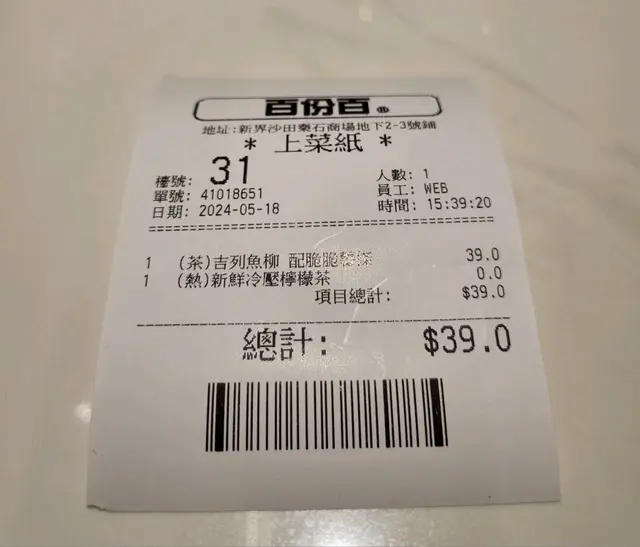 百份百®
地址:新界沙田樂石商場地下2-3號鋪
* 上菜紙 *
檯號: 31 人數: 1
單號: 41018651 員工: WEB
日期: 2024-05-18 時間: 15:39:20
1 (茶)吉列魚柳 配脆脆薯條 39.0
1 (熱)新鮮冷壓檸檬茶 0.0
項目總計: $39.0
總計: $39.0